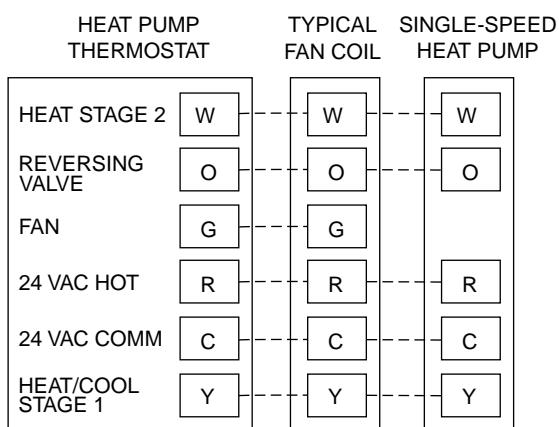 HEAT PUMP THERMOSTAT
TYPICAL FAN COIL
SINGLE-SPEED HEAT PUMP
HEAT STAGE 2 W W W
REVERSING VALVE O O O
FAN G G
24 VAC HOT R R R
24 VAC COMM C C C
HEAT/COOL STAGE 1 Y Y Y